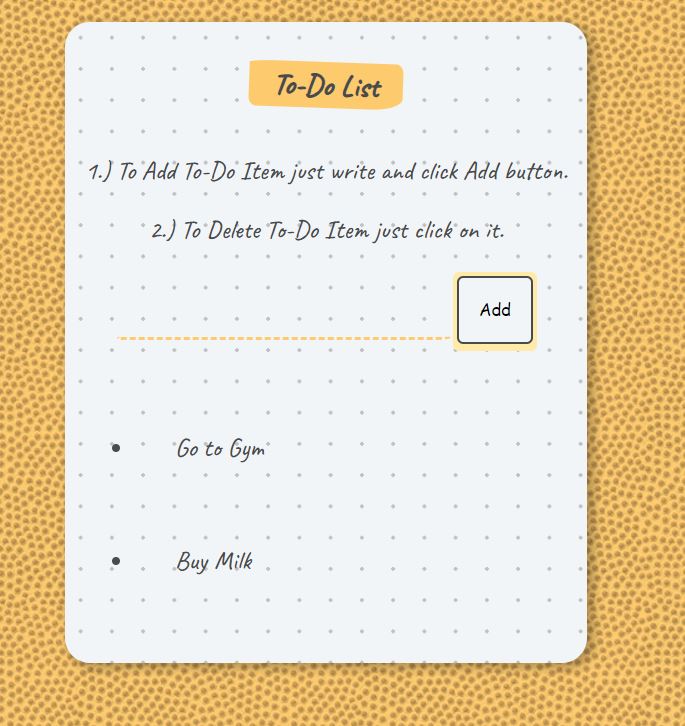 To-Do List
1.) To Add To-Do Item just write and click Add button.
2.) To Delete To-Do Item just click on it.
Add
Go to Gym
Buy Milk